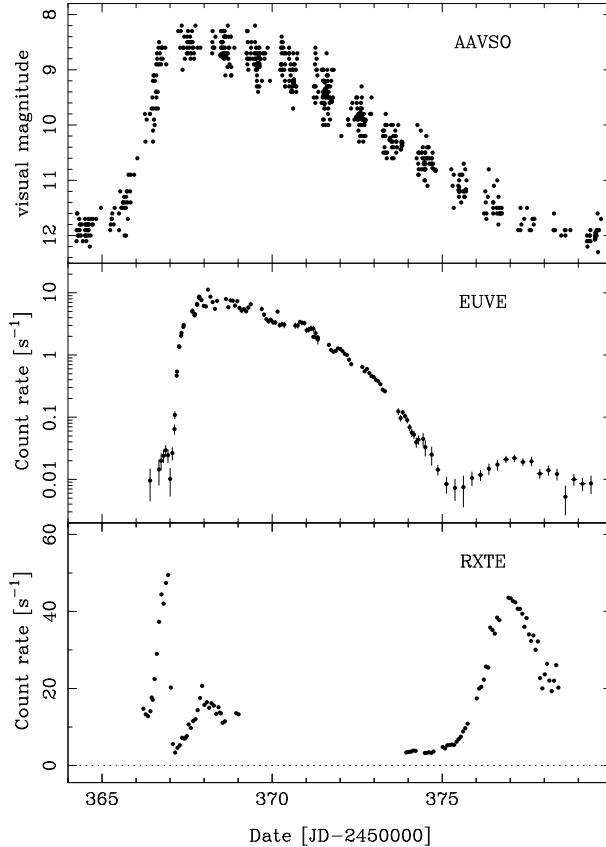 8
9
10
11
12
visual magnitude
AAVSO
10
1
0.1
0.01
Count rate [s⁻¹]
EUVE
60
40
20
0
Count rate [s⁻¹]
RXTE
365
370
375
Date [JD−2450000]